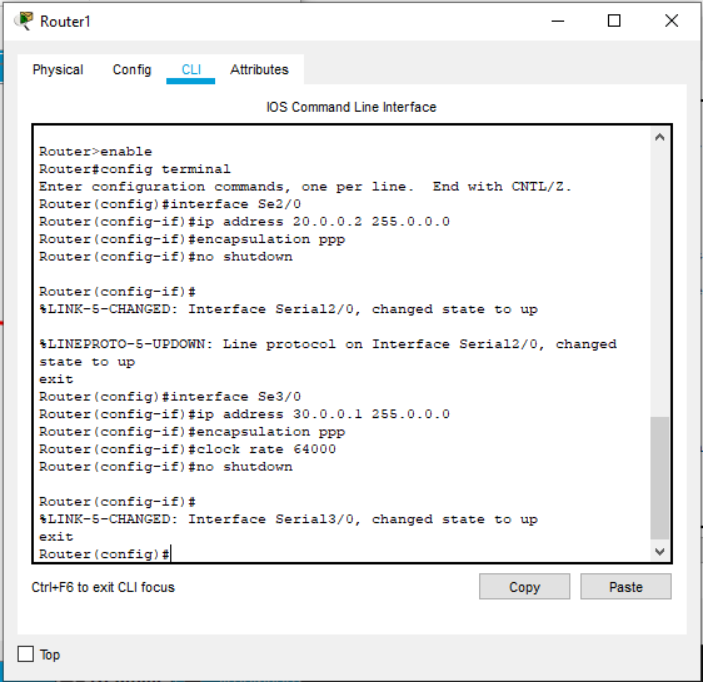 Router1
Physical Config CLI Attributes
IOS Command Line Interface
Router>enable
Router#config terminal
Enter configuration commands, one per line.  End with CNTL/Z.
Router(config)#interface Se2/0
Router(config-if)#ip address 20.0.0.2 255.0.0.0
Router(config-if)#encapsulation ppp
Router(config-if)#no shutdown
Router(config-if)#
%LINK-5-CHANGED: Interface Serial2/0, changed state to up
%LINEPROTO-5-UPDOWN: Line protocol on Interface Serial2/0, changed
state to up
exit
Router(config)#interface Se3/0
Router(config-if)#ip address 30.0.0.1 255.0.0.0
Router(config-if)#encapsulation ppp
Router(config-if)#clock rate 64000
Router(config-if)#no shutdown
Router(config-if)#
%LINK-5-CHANGED: Interface Serial3/0, changed state to up
exit
Router(config)#
Ctrl+F6 to exit CLI focus
Copy Paste
Top